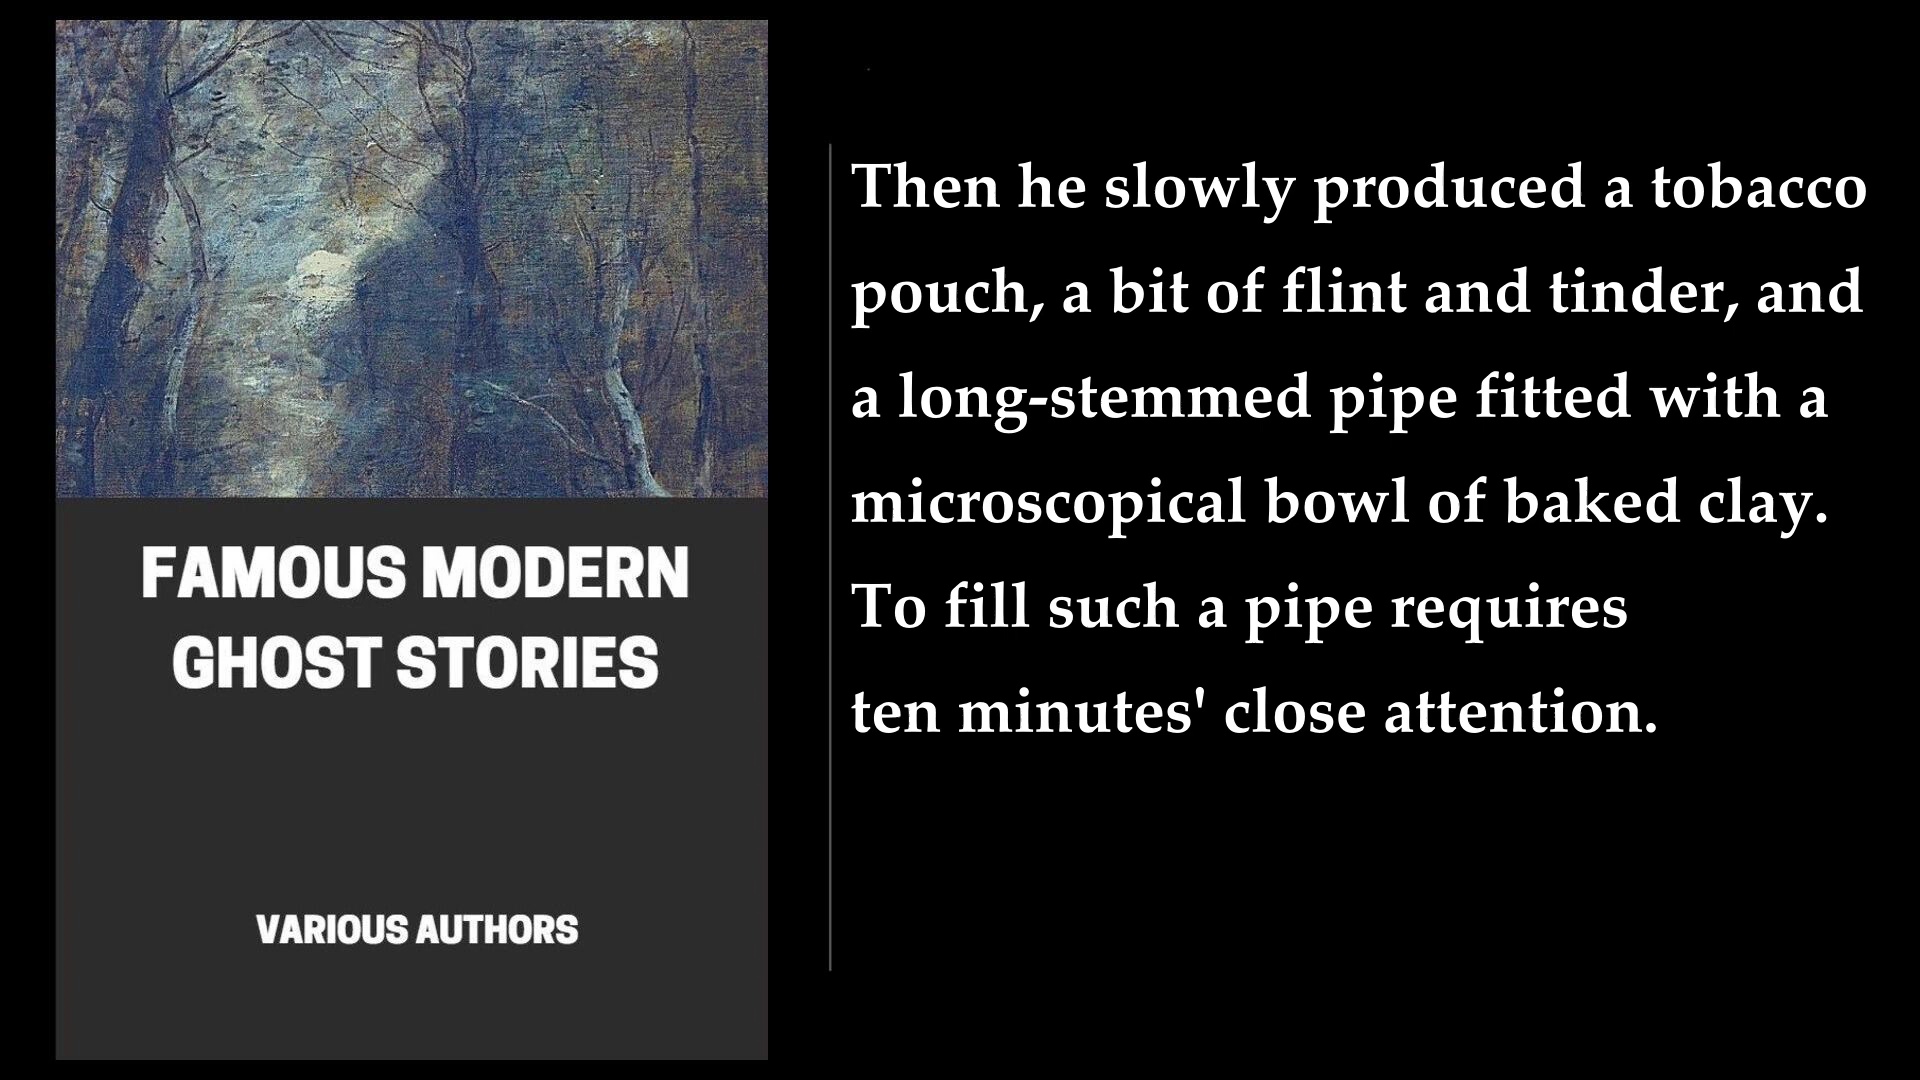 FAMOUS MODERN
GHOST STORIES
VARIOUS AUTHORS
Then he slowly produced a tobacco
pouch, a bit of flint and tinder, and
a long-stemmed pipe fitted with a
microscopical bowl of baked clay.
To fill such a pipe requires
ten minutes' close attention.